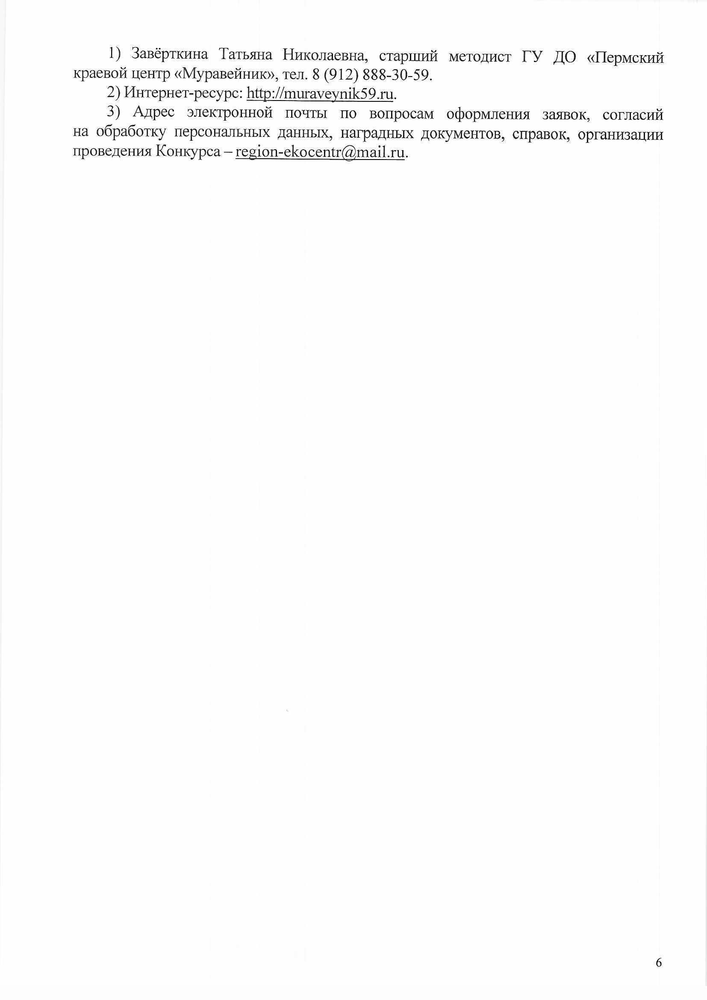 1) Завёрткина Татьяна Николаевна, старший методист ГУ ДО «Пермский
краевой центр «Муравейник», тел. 8 (912) 888-30-59.
2) Интернет-ресурс: http://muraveynik59.ru.
3) Адрес электронной почты по вопросам оформления заявок, согласий
на обработку персональных данных, наградных документов, справок, организации
проведения Конкурса – region-ekocentr@mail.ru.
6